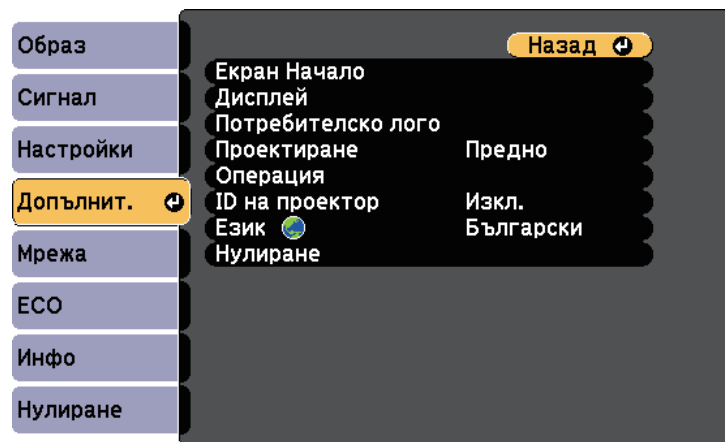 Образ
Сигнал
Настройки
Допълнит.
Мрежа
ECO
Инфо
Нулиране
Назад
Екран Начало
Дисплей
Потребителско лого
Проектиране Предно
Операция
ID на проектор Изкл.
Език Български
Нулиране